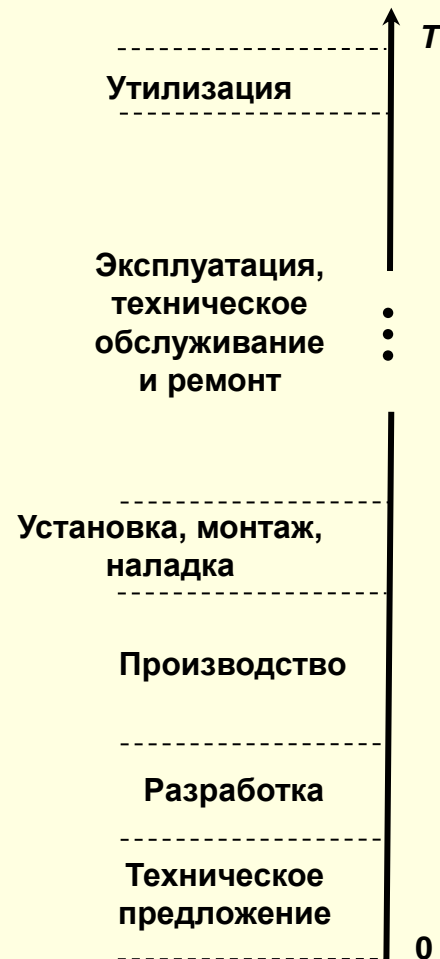 T
Утилизация
Эксплуатация,
техническое
обслуживание
и ремонт
Установка, монтаж,
наладка
Производство
Разработка
Техническое
предложение
0